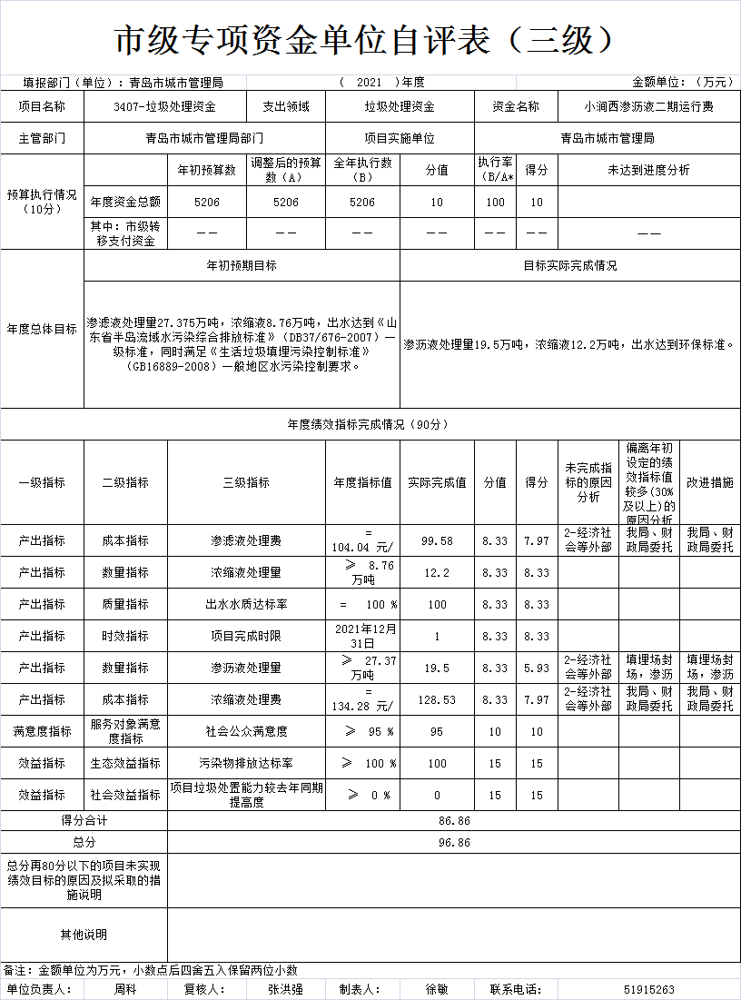 市级专项资金单位自评表（三级）
填报部门（单位）：青岛市城市管理局 ( 2021 )年度 金额单位：（万元）
项目名称 3407-垃圾处理资金 支出领域 垃圾处理资金 资金名称 小涧西渗沥液二期运行费
主管部门 青岛市城市管理局部门 项目实施单位 青岛市城市管理局
预算执行情况
（10分）
年初预算数 调整后的预算
数（A） 全年执行数
（B） 分值 执行率
（B/A* 得分 未达到进度分析
年度资金总额 5206 5206 5206 10 100 10
其中：市级转
移支付资金 —— —— —— —— —— —— ——
年度总体目标
年初预期目标 目标实际完成情况
渗滤液处理量27.375万吨，浓缩液8.76万吨，出水达到《山
东省半岛流域水污染综合排放标准》（DB37/676-2007）一
级标准，同时满足《生活垃圾填埋污染控制标准》
（GB16889-2008）一般地区水污染控制要求。
渗沥液处理量19.5万吨，浓缩液12.2万吨，出水达到环保标准。
年度绩效指标完成情况（90分）
一级指标 二级指标 三级指标 年度指标值 实际完成值 分值 得分
未完成指
标的原因
分析
偏离年初
设定的绩
效指标值
较多(30%
及以上)的
原因分析
改进措施
产出指标 成本指标 渗滤液处理费 =
104.04 元/ 99.58 8.33 7.97 2-经济社
会等外部 我局、财
政局委托 我局、财
政局委托
产出指标 数量指标 浓缩液处理量 ≥ 8.76
万吨 12.2 8.33 8.33
产出指标 质量指标 出水水质达标率 = 100 % 100 8.33 8.33
产出指标 时效指标 项目完成时限 2021年12月
31日 1 8.33 8.33
产出指标 数量指标 渗沥液处理量 ≥ 27.37
万吨 19.5 8.33 5.93 2-经济社
会等外部 填埋场封
场，渗沥 填埋场封
场，渗沥
产出指标 成本指标 浓缩液处理费 =
134.28 元/ 128.53 8.33 7.97 2-经济社
会等外部 我局、财
政局委托 我局、财
政局委托
满意度指标 服务对象满意
度指标 社会公众满意度 ≥ 95 % 95 10 10
效益指标 生态效益指标 污染物排放达标率 ≥ 100 % 100 15 15
效益指标 社会效益指标 项目垃圾处置能力较去年同期
提高度 ≥ 0 % 0 15 15
得分合计 86.86
总分 96.86
总分再80分以下的项目未实现
绩效目标的原因及拟采取的措
施说明
其他说明
备注：金额单位为万元，小数点后四舍五入保留两位小数
单位负责人： 周科 复核人： 张洪强 制表人： 徐敏 联系电话： 51915263